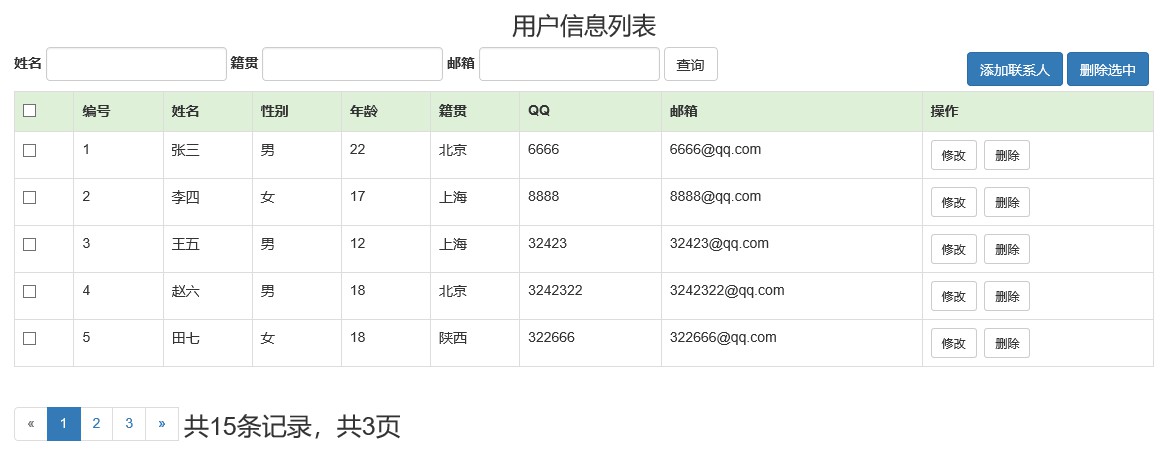 用户信息列表
姓名 籍贯 邮箱 查询 添加联系人 删除选中
编号 姓名 性别 年龄 籍贯 QQ 邮箱 操作
1 张三 男 22 北京 6666 6666@qq.com 修改 删除
2 李四 女 17 上海 8888 8888@qq.com 修改 删除
3 王五 男 12 上海 32423 32423@qq.com 修改 删除
4 赵六 男 18 北京 3242322 3242322@qq.com 修改 删除
5 田七 女 18 陕西 322666 322666@qq.com 修改 删除
« 1 2 3 » 共15条记录，共3页